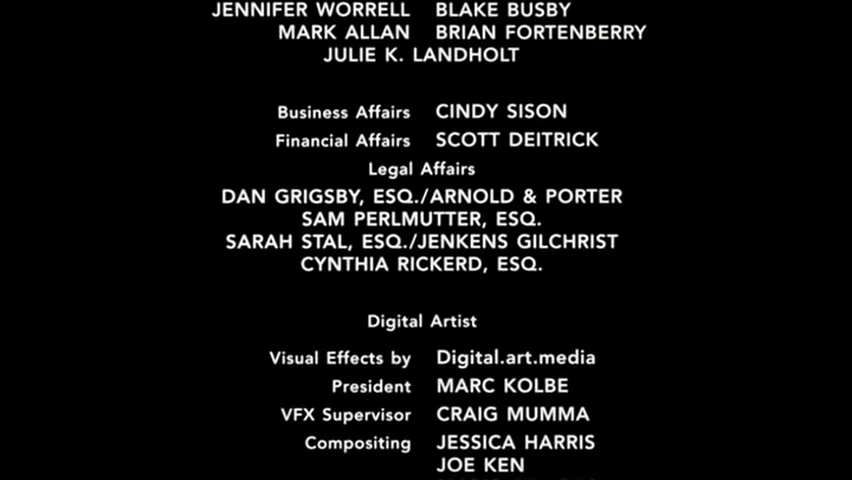 JENNIFER WORRELL BLAKE BUSBY
MARK ALLAN BRIAN FORTENBERRY
JULIE K. LANDHOLT
Business Affairs CINDY SISON
Financial Affairs SCOTT DEITRICK
Legal Affairs
DAN GRIGSBY, ESQ./ARNOLD & PORTER
SAM PERLMUTTER, ESQ.
SARAH STAL, ESQ./JENKENS GILCHRIST
CYNTHIA RICKERD, ESQ.
Digital Artist
Visual Effects by Digital.art.media
President MARC KOLBE
VFX Supervisor CRAIG MUMMA
Compositing JESSICA HARRIS
JOE KEN